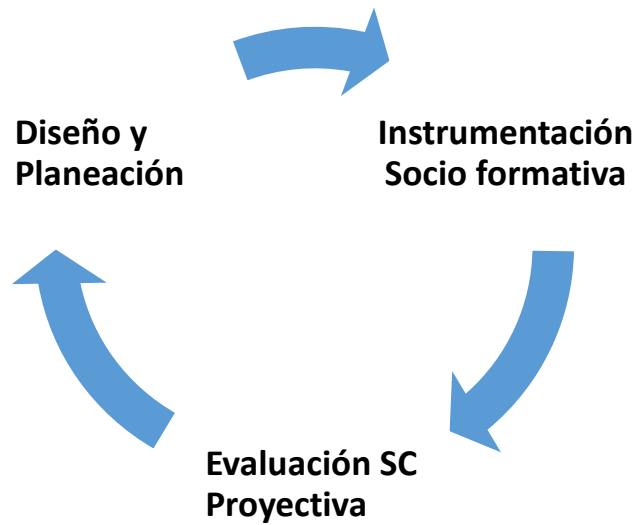 Diseño y
Planeación
Instrumentación
Socio formativa
Evaluación SC
Proyectiva